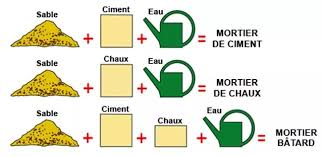 Sable + Ciment + Eau = MORTIER
DE CIMENT
Sable + Chaux + Eau = MORTIER
DE CHAUX
Sable + Ciment + Chaux + Eau = MORTIER
BÂTARD